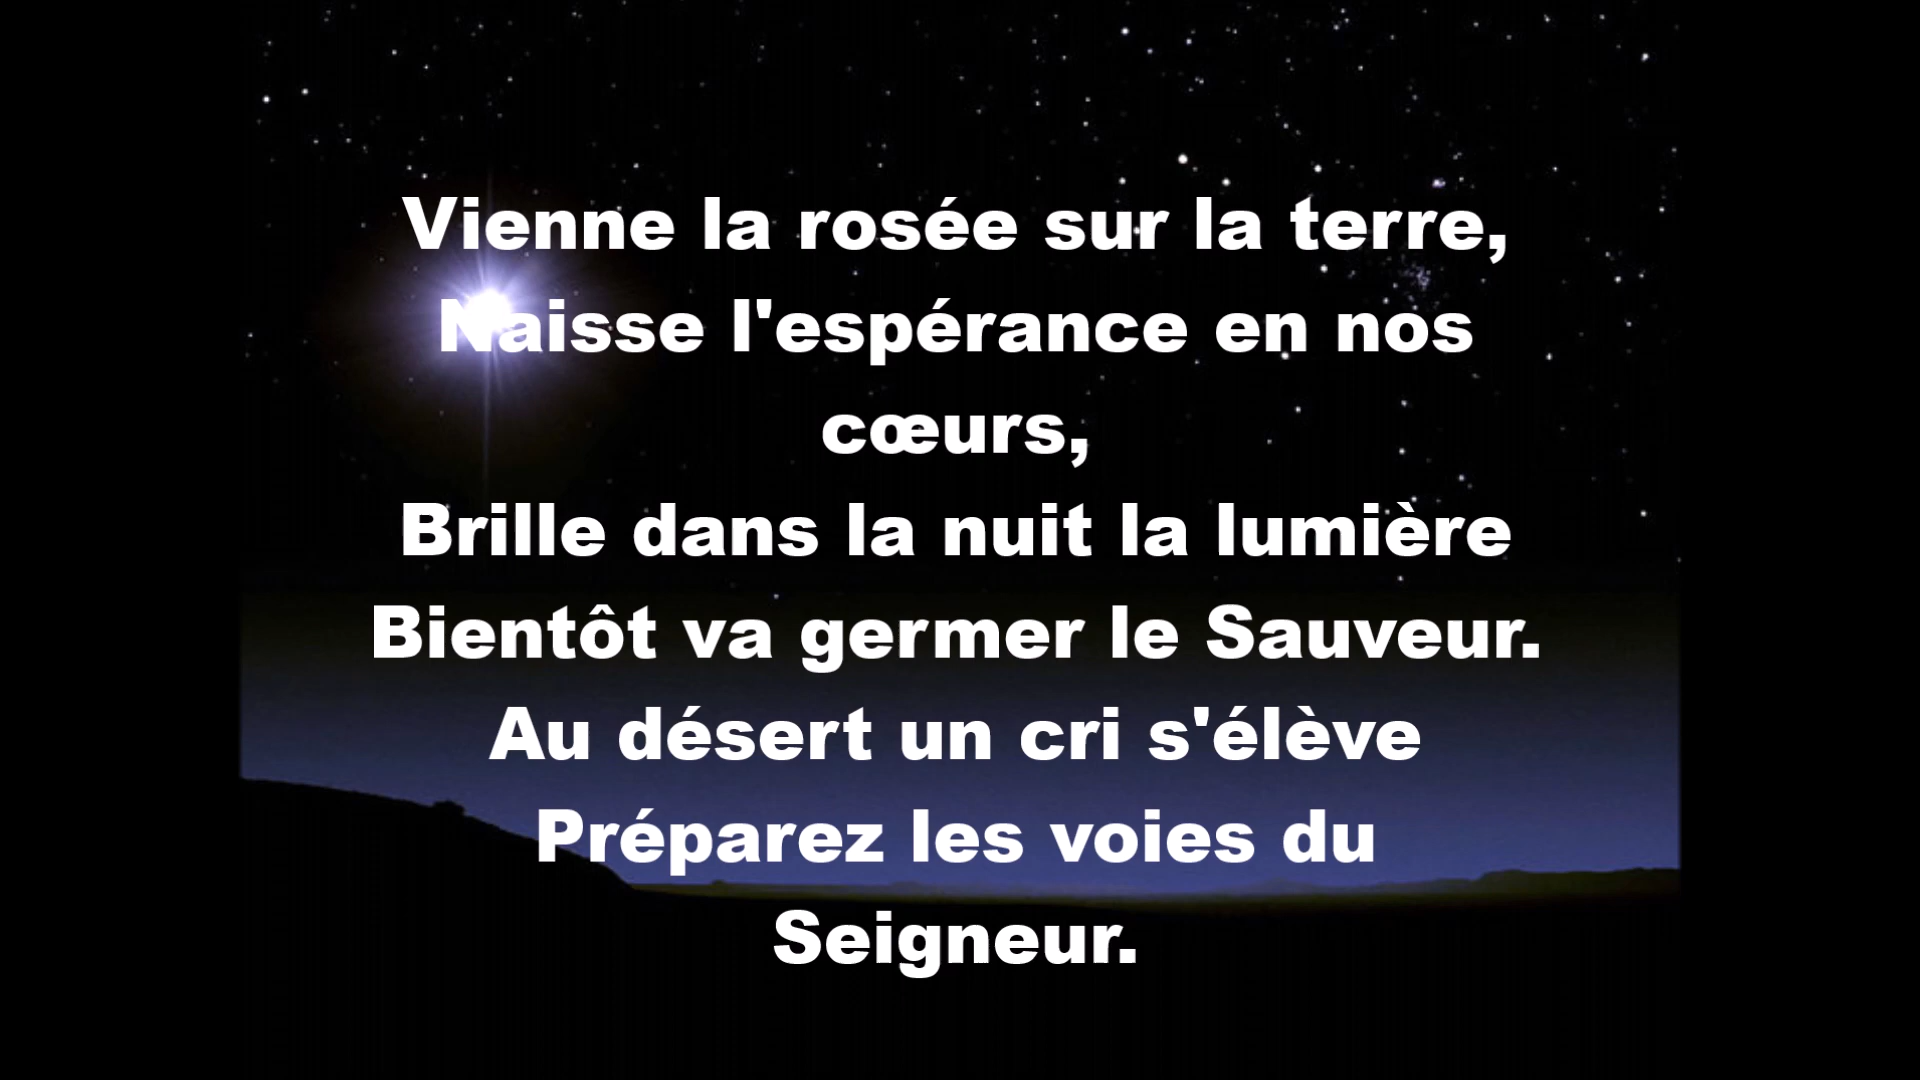 Vienne la rosée sur la terre,
Naisse l'espérance en nos
cœurs,
Brille dans la nuit la lumière
Bientôt va germer le Sauveur.
Au désert un cri s'élève
Préparez les voies du
Seigneur.